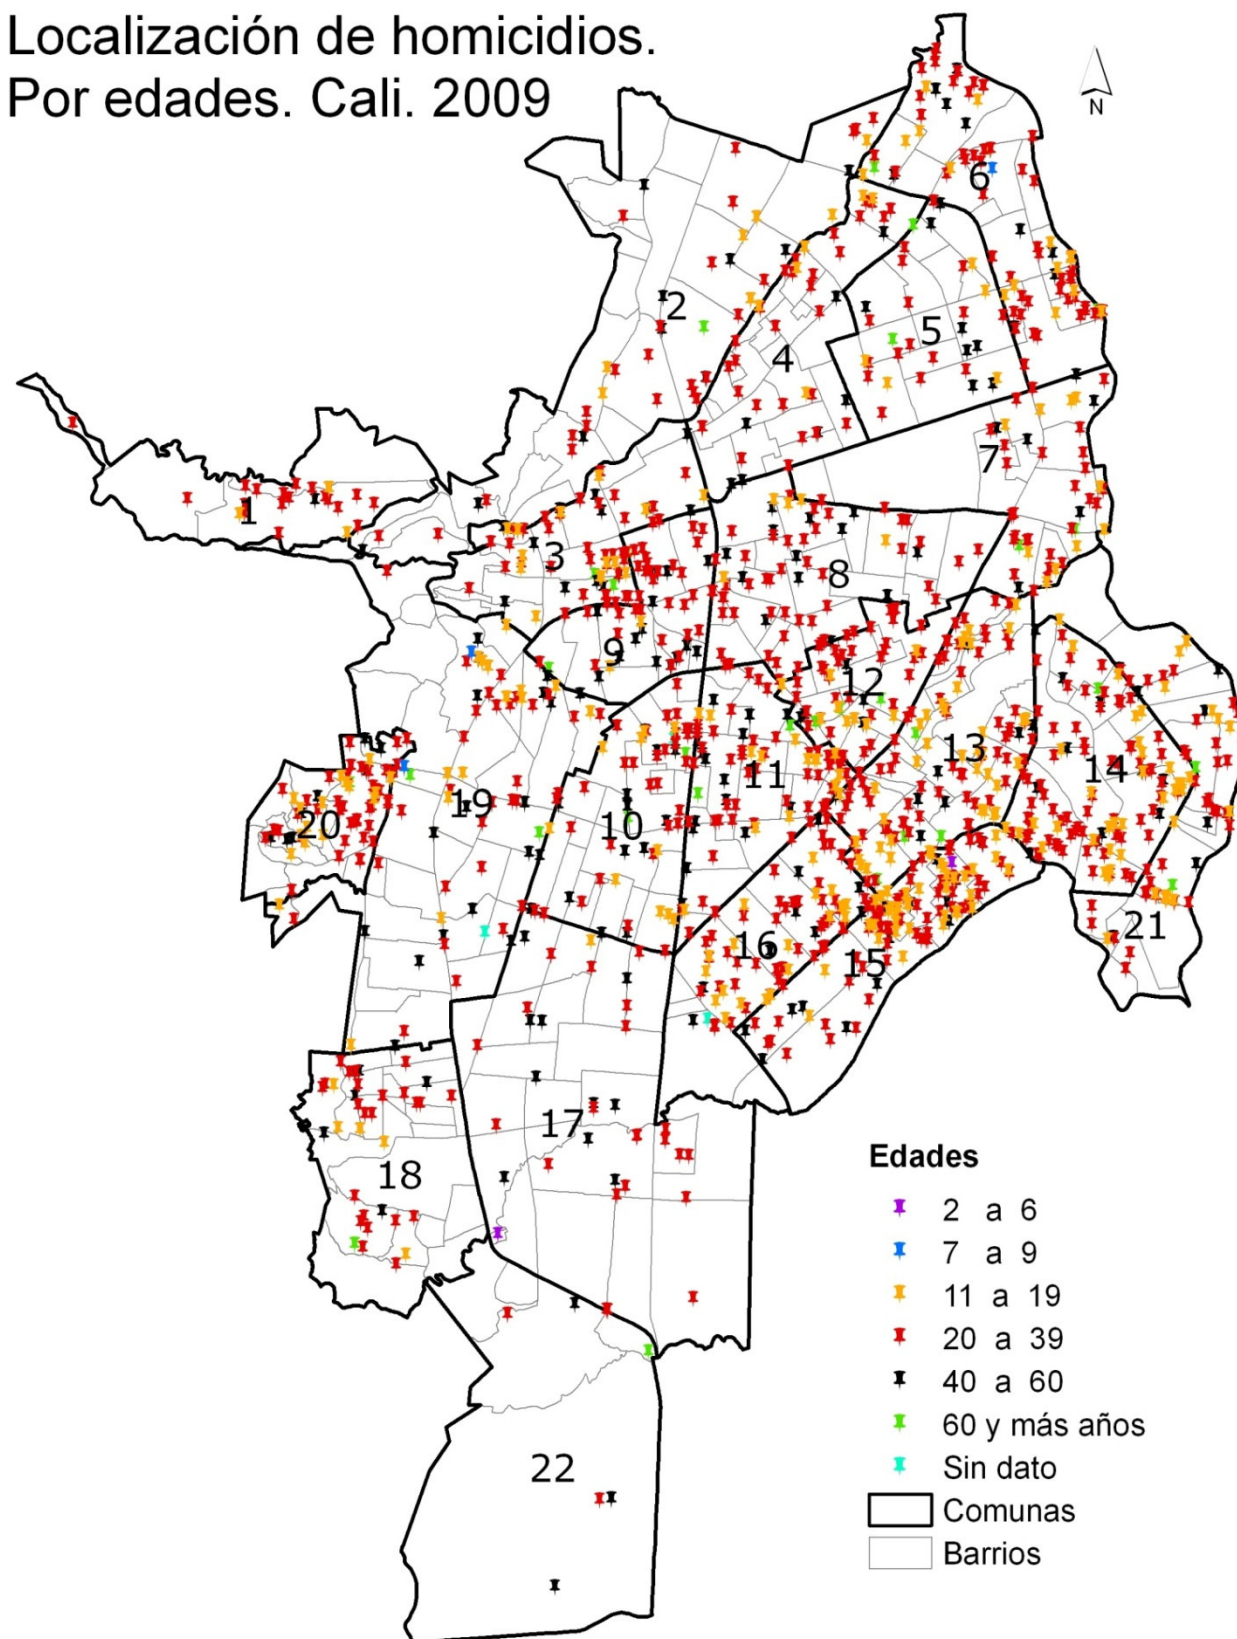 Localización de homicidios.
Por edades. Cali. 2009
N
6
2
5
4
7
1
3
8
9
12
13
14
11
19
20
10
21
16
15
17
18
22
Edades
2 a 6
7 a 9
11 a 19
20 a 39
40 a 60
60 y más años
Sin dato
Comunas
Barrios